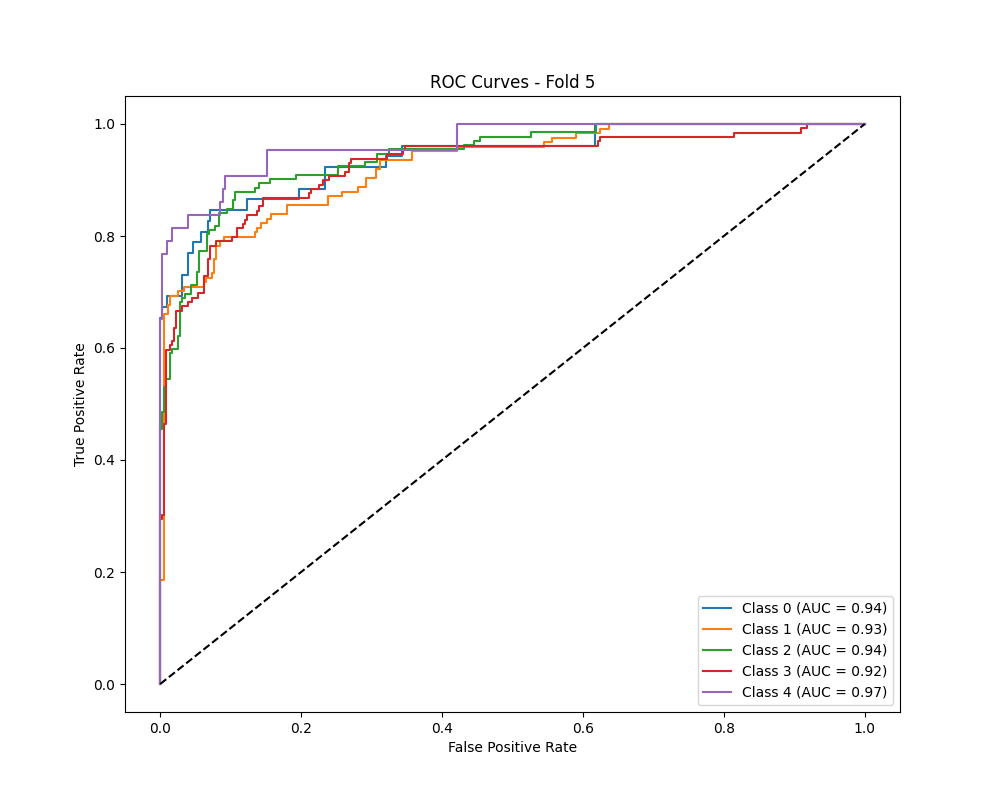 ROC Curves - Fold 5
True Positive Rate
1.0
0.8
0.6
0.4
0.2
0.0
Class 0 (AUC = 0.94)
Class 1 (AUC = 0.93)
Class 2 (AUC = 0.94)
Class 3 (AUC = 0.92)
Class 4 (AUC = 0.97)
0.0 0.2 0.4 0.6 0.8 1.0
False Positive Rate